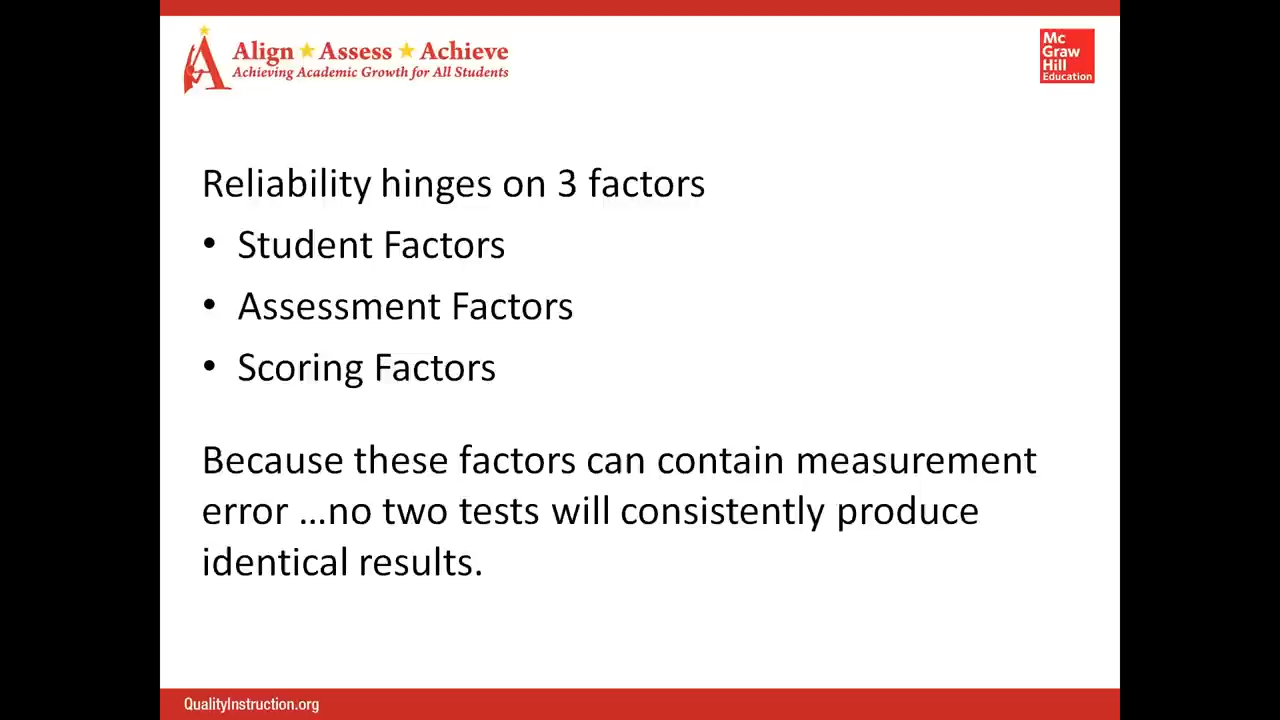 Align ★ Assess ★ Achieve
Achieving Academic Growth for All Students
Mc
Graw
Hill
Education
Reliability hinges on 3 factors
• Student Factors
• Assessment Factors
• Scoring Factors
Because these factors can contain measurement
error ...no two tests will consistently produce
identical results.
QualityInstruction.org